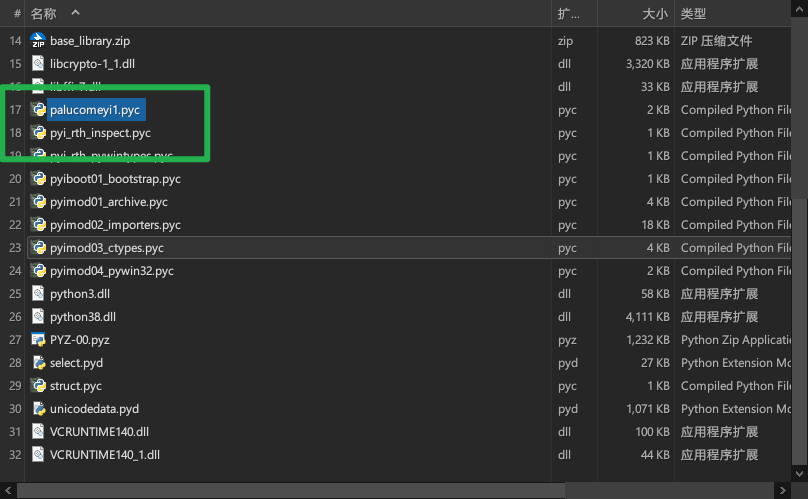 # 名称 扩... 大小 类型
14 base_library.zip zip 823 KB ZIP 压缩文件
15 libcrypto-1_1.dll dll 3,320 KB 应用程序扩展
16 libffi-7.dll dll 33 KB 应用程序扩展
17 palucomeyi1.pyc pyc 2 KB Compiled Python File
18 pyi_rth_inspect.pyc pyc 1 KB Compiled Python File
19 pyi_rth_pywintypes.pyc pyc 1 KB Compiled Python File
20 pyiboot01_bootstrap.pyc pyc 1 KB Compiled Python File
21 pyimod01_archive.pyc pyc 4 KB Compiled Python File
22 pyimod02_importers.pyc pyc 18 KB Compiled Python File
23 pyimod03_ctypes.pyc pyc 4 KB Compiled Python File
24 pyimod04_pywin32.pyc pyc 2 KB Compiled Python File
25 python3.dll dll 58 KB 应用程序扩展
26 python38.dll dll 4,111 KB 应用程序扩展
27 PYZ-00.pyz pyz 1,232 KB Python Zip Applicati
28 select.pyd pyd 27 KB Python Extension Mo
29 struct.pyc pyc 1 KB Compiled Python File
30 unicodedata.pyd pyd 1,071 KB Python Extension Mo
31 VCRUNTIME140.dll dll 100 KB 应用程序扩展
32 VCRUNTIME140_1.dll dll 44 KB 应用程序扩展